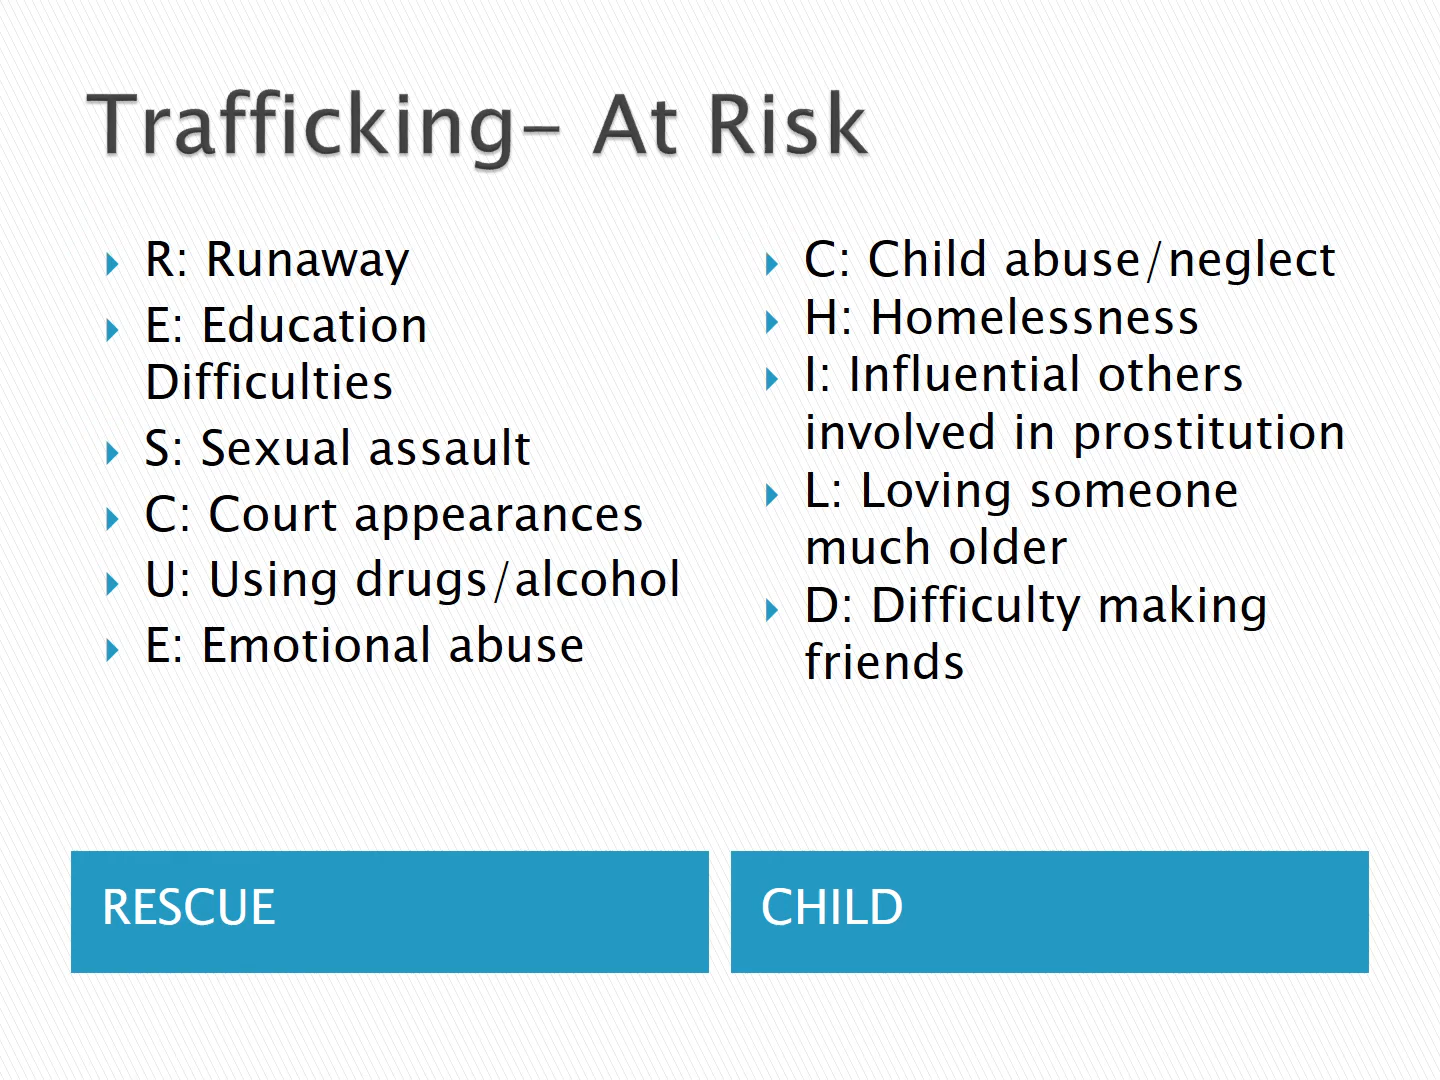 Trafficking- At Risk
R: Runaway
E: Education
Difficulties
S: Sexual assault
C: Court appearances
U: Using drugs/alcohol
E: Emotional abuse
C: Child abuse/neglect
H: Homelessness
I: Influential others
involved in prostitution
L: Loving someone
much older
D: Difficulty making
friends
RESCUE
CHILD